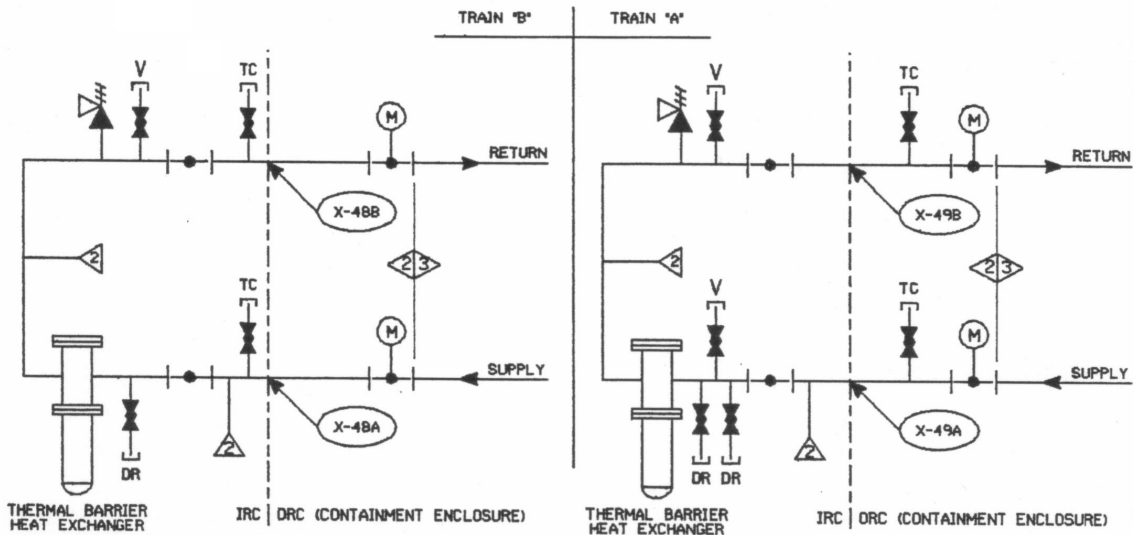 TRAIN "B"
TRAIN "A"
V
TC
M
RETURN
X-48B
2
2 3
TC
M
SUPPLY
X-48A
2
DR
THERMAL BARRIER
HEAT EXCHANGER
IRC
ORC (CONTAINMENT ENCLOSURE)
V
TC
M
RETURN
X-49B
2
2 3
V
TC
M
SUPPLY
X-49A
2
DR
DR
THERMAL BARRIER
HEAT EXCHANGER
IRC
ORC (CONTAINMENT ENCLOSURE)